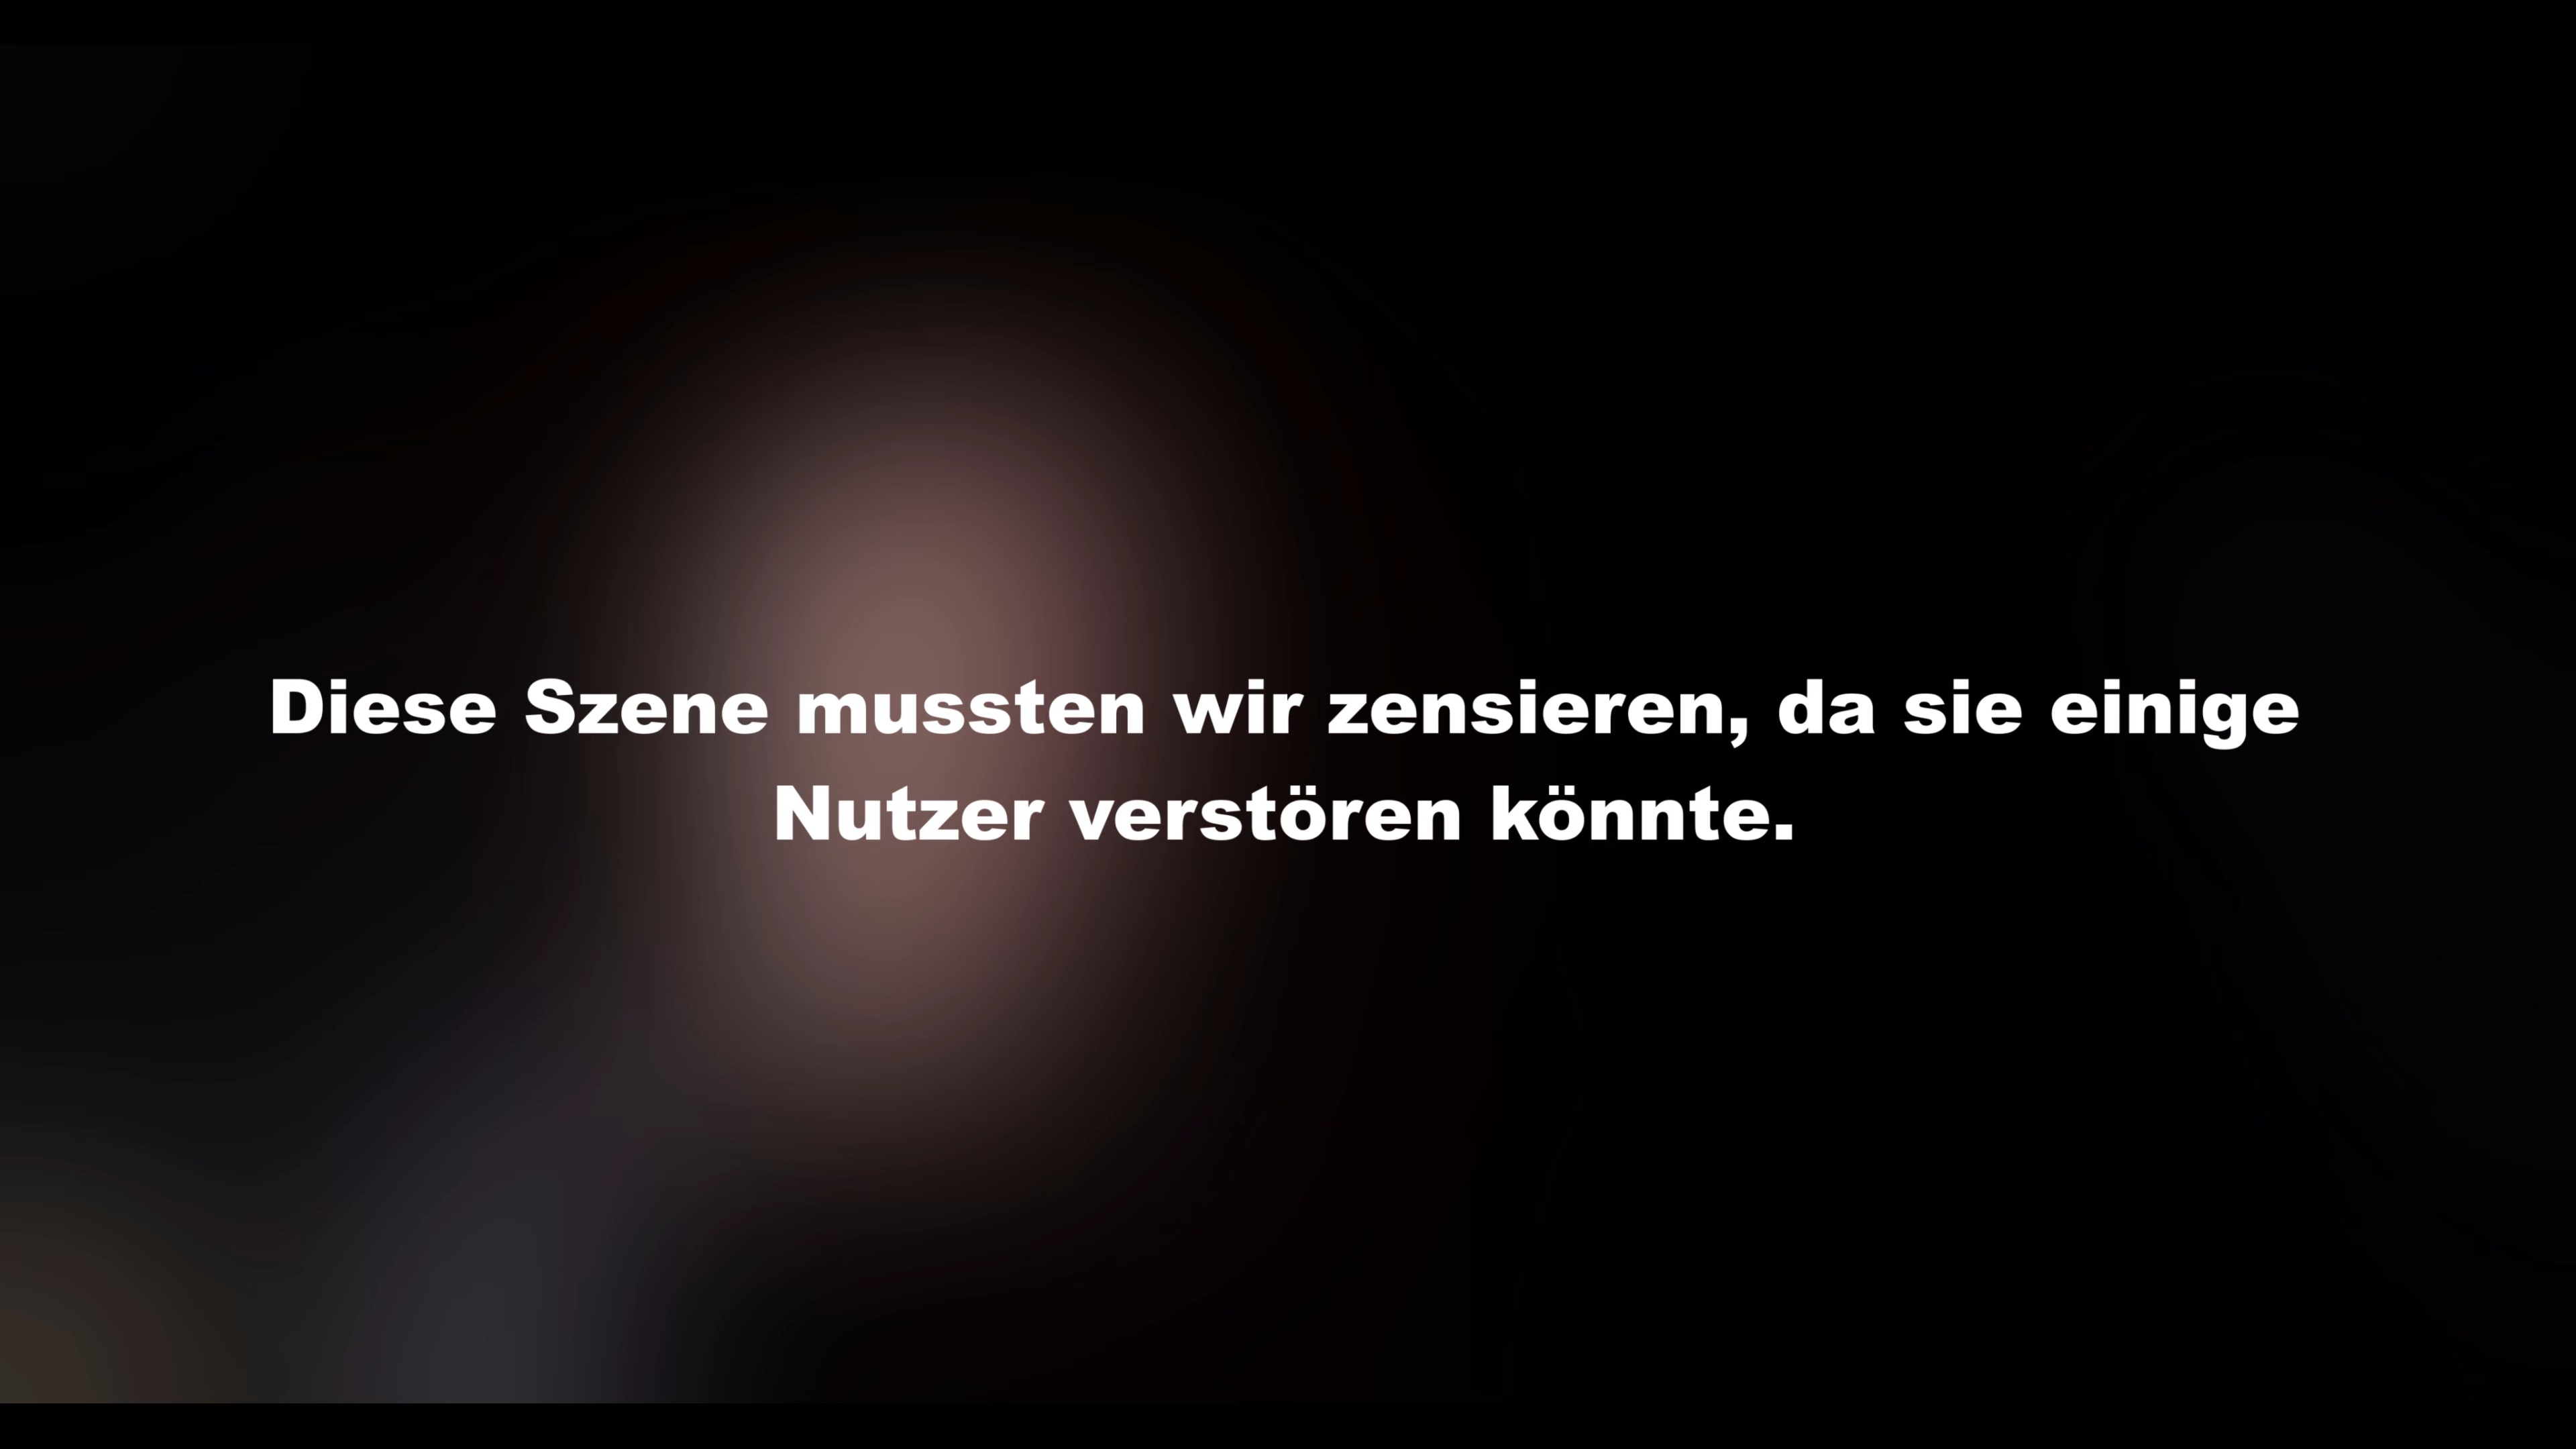 Diese Szene mussten wir zensieren, da sie einige
Nutzer verstören könnte.